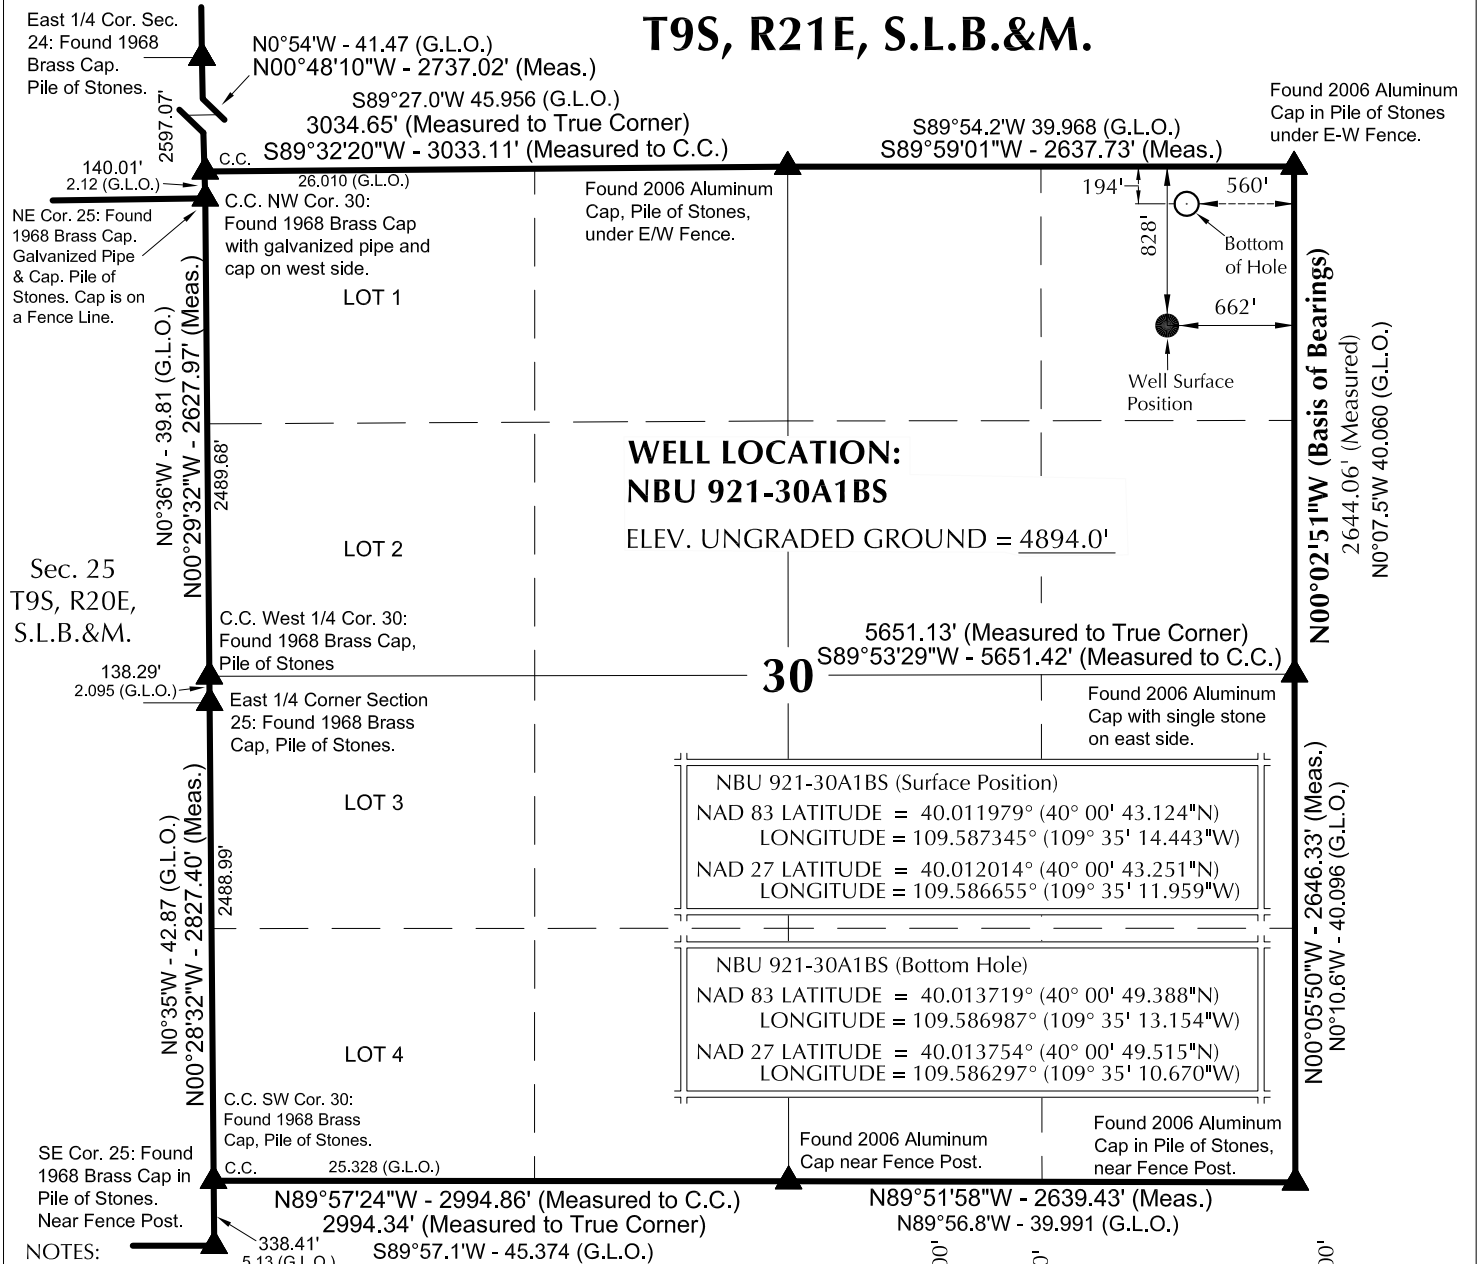 T9S, R21E, S.L.B.&M.
East 1/4 Cor. Sec.
24: Found 1968
Brass Cap.
Pile of Stones.
N0°54'W - 41.47 (G.L.O.)
N00°48'10"W - 2737.02' (Meas.)
2597.07'
S89°27.0'W 45.956 (G.L.O.)
3034.65' (Measured to True Corner)
S89°32'20"W - 3033.11' (Measured to C.C.)
S89°54.2'W 39.968 (G.L.O.)
S89°59'01"W - 2637.73' (Meas.)
Found 2006 Aluminum
Cap in Pile of Stones
under E-W Fence.
140.01'
2.12 (G.L.O.)
C.C.
26.010 (G.L.O.)
C.C. NW Cor. 30:
Found 1968 Brass Cap
with galvanized pipe and
cap on west side.
NE Cor. 25: Found
1968 Brass Cap.
Galvanized Pipe
& Cap. Pile of
Stones. Cap is on
a Fence Line.
Found 2006 Aluminum
Cap, Pile of Stones,
under E/W Fence.
194'
560'
828'
Bottom
of Hole
662'
Well Surface
Position
LOT 1
N0°36'W - 39.81 (G.L.O.)
N00°29'32"W - 2627.97' (Meas.)
2489.68'
N00°02'51"W (Basis of Bearings)
2644.06' (Measured)
N0°07.5'W 40.060 (G.L.O.)
WELL LOCATION:
NBU 921-30A1BS
ELEV. UNGRADED GROUND = 4894.0'
LOT 2
Sec. 25
T9S, R20E,
S.L.B.&M.
C.C. West 1/4 Cor. 30:
Found 1968 Brass Cap,
Pile of Stones
138.29'
2.095 (G.L.O.)
5651.13' (Measured to True Corner)
S89°53'29"W - 5651.42' (Measured to C.C.)
30
East 1/4 Corner Section
25: Found 1968 Brass
Cap, Pile of Stones.
Found 2006 Aluminum
Cap with single stone
on east side.
LOT 3
N0°35'W - 42.87 (G.L.O.)
N00°28'32"W - 2827.40' (Meas.)
2488.99'
N00°05'50"W - 2646.33' (Meas.)
N0°10.6'W - 40.096 (G.L.O.)
NBU 921-30A1BS (Surface Position)
NAD 83 LATITUDE = 40.011979° (40° 00' 43.124"N)
LONGITUDE = 109.587345° (109° 35' 14.443"W)
NAD 27 LATITUDE = 40.012014° (40° 00' 43.251"N)
LONGITUDE = 109.586655° (109° 35' 11.959"W)
NBU 921-30A1BS (Bottom Hole)
NAD 83 LATITUDE = 40.013719° (40° 00' 49.388"N)
LONGITUDE = 109.586987° (109° 35' 13.154"W)
NAD 27 LATITUDE = 40.013754° (40° 00' 49.515"N)
LONGITUDE = 109.586297° (109° 35' 10.670"W)
LOT 4
C.C. SW Cor. 30:
Found 1968 Brass
Cap, Pile of Stones.
SE Cor. 25: Found
1968 Brass Cap in
Pile of Stones.
Near Fence Post.
C.C.
25.328 (G.L.O.)
Found 2006 Aluminum
Cap near Fence Post.
Found 2006 Aluminum
Cap in Pile of Stones,
near Fence Post.
N89°57'24"W - 2994.86' (Measured to C.C.)
2994.34' (Measured to True Corner)
S89°57.1'W - 45.374 (G.L.O.)
N89°51'58"W - 2639.43' (Meas.)
N89°56.8'W - 39.991 (G.L.O.)
338.41'
5.13 (G.L.O.)
NOTES: